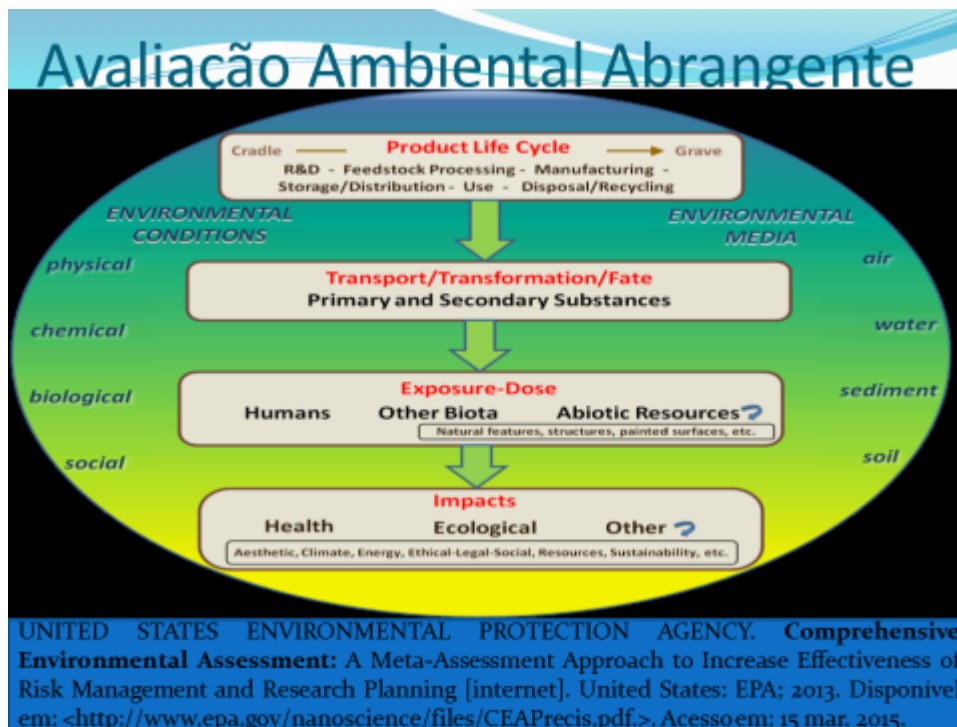 Avaliação Ambiental Abrangente
Cradle Product Life Cycle Grave
R&D - Feedstock Processing - Manufacturing -
Storage/Distribution - Use - Disposal/Recycling
ENVIRONMENTAL
CONDITIONS
physical
chemical
biological
social
ENVIRONMENTAL
MEDIA
air
water
sediment
soil
Transport/Transformation/Fate
Primary and Secondary Substances
Exposure-Dose
Humans Other Biota Abiotic Resources?
Natural features, structures, painted surfaces, etc.
Impacts
Health Ecological Other ?
Aesthetic, Climate, Energy, Ethical-Legal-Social, Resources, Sustainability, etc.
UNITED STATES ENVIRONMENTAL PROTECTION AGENCY. Comprehensive
Environmental Assessment: A Meta-Assessment Approach to Increase Effectiveness of
Risk Management and Research Planning [internet]. United States: EPA; 2013. Disponível
em: <http://www.epa.gov/nanoscience/files/CEAPrecis.pdf.>. Acesso em: 15 mar. 2015.